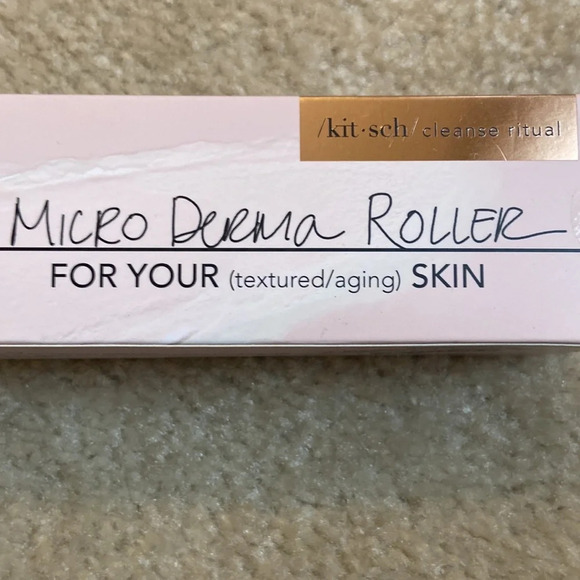 /kit·sch/ cleanse ritual
MICRO DERMA ROLLER
FOR YOUR (textured/aging) SKIN